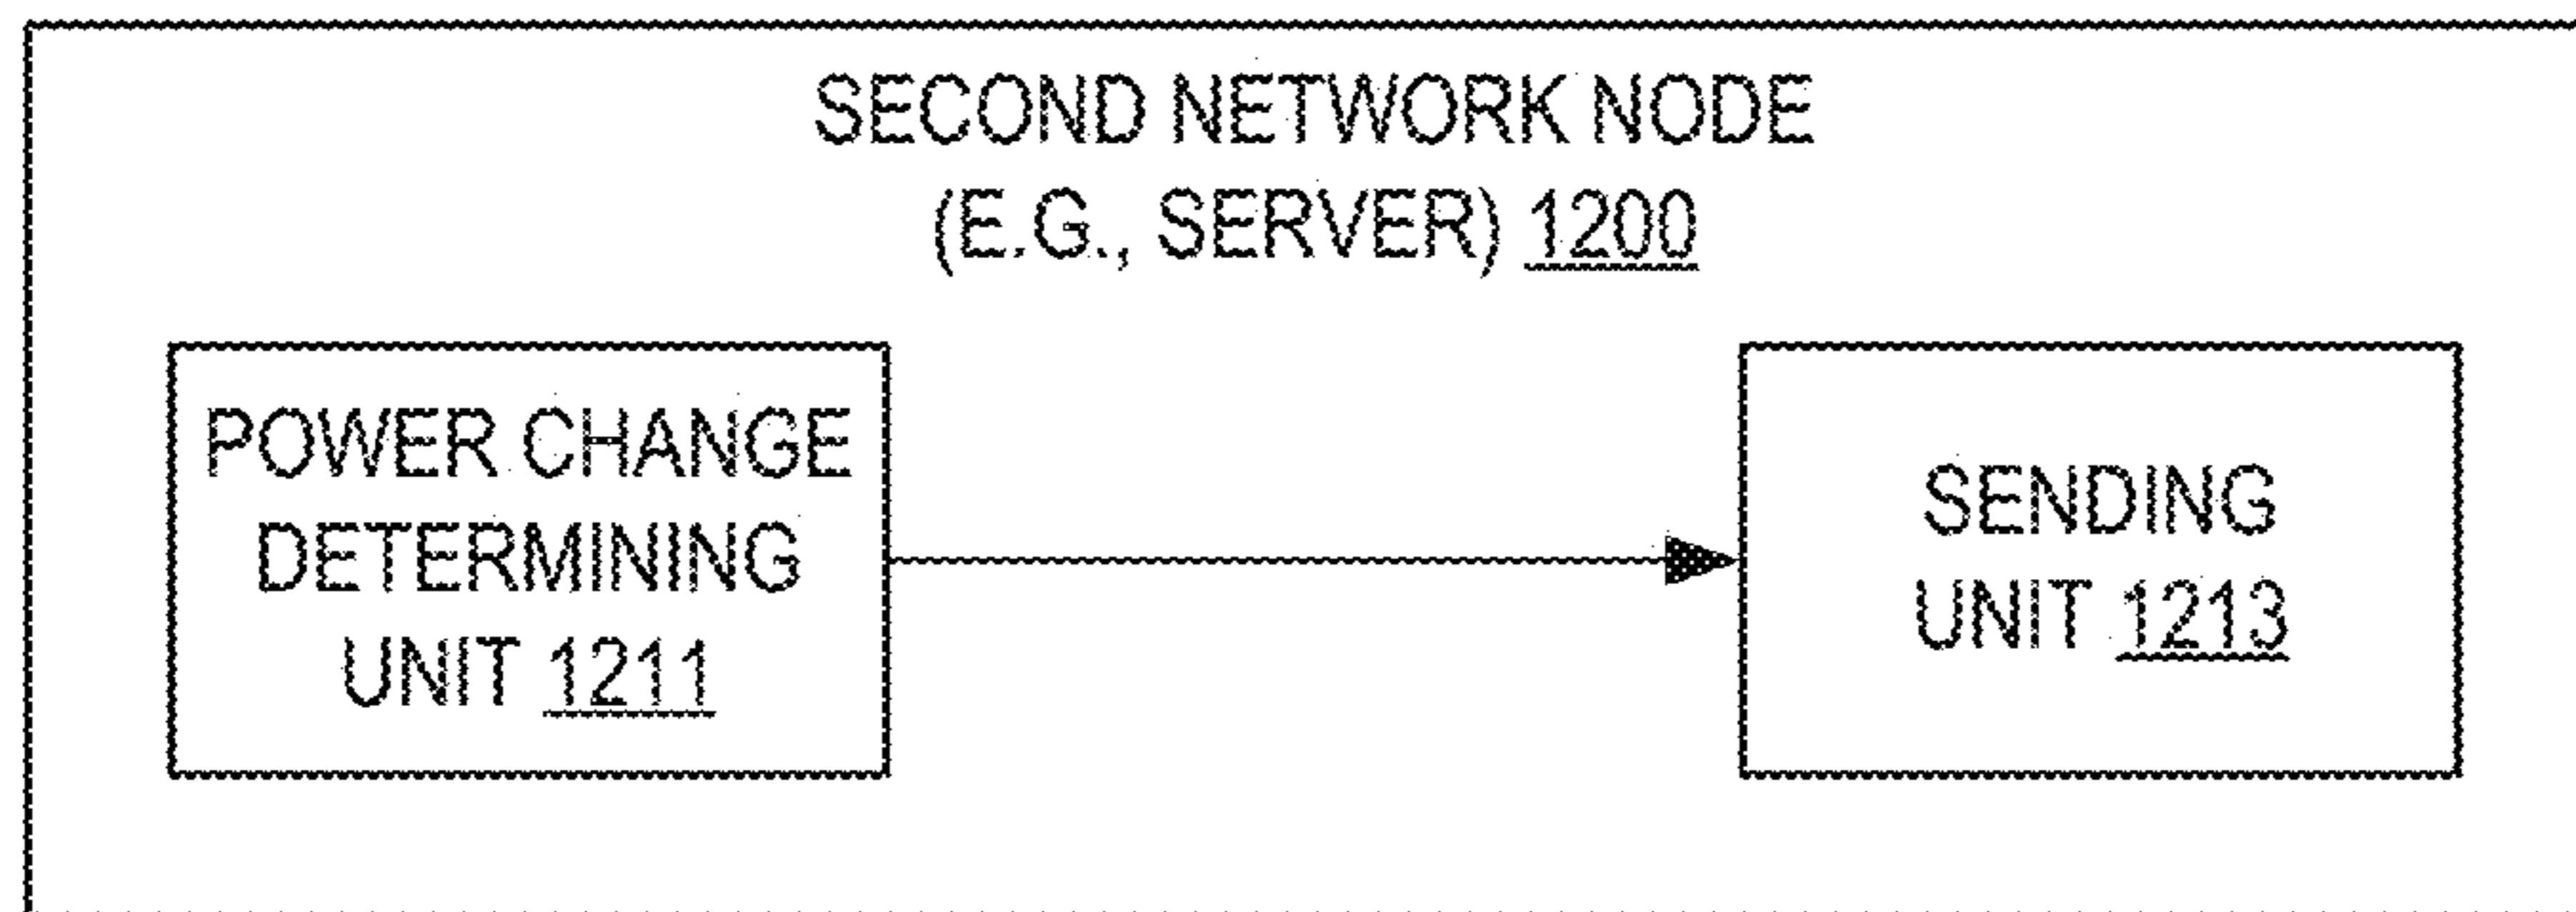 SECOND NETWORK NODE
(E.G., SERVER) 1200
POWER CHANGE
DETERMINING
UNIT 1211
SENDING
UNIT 1213